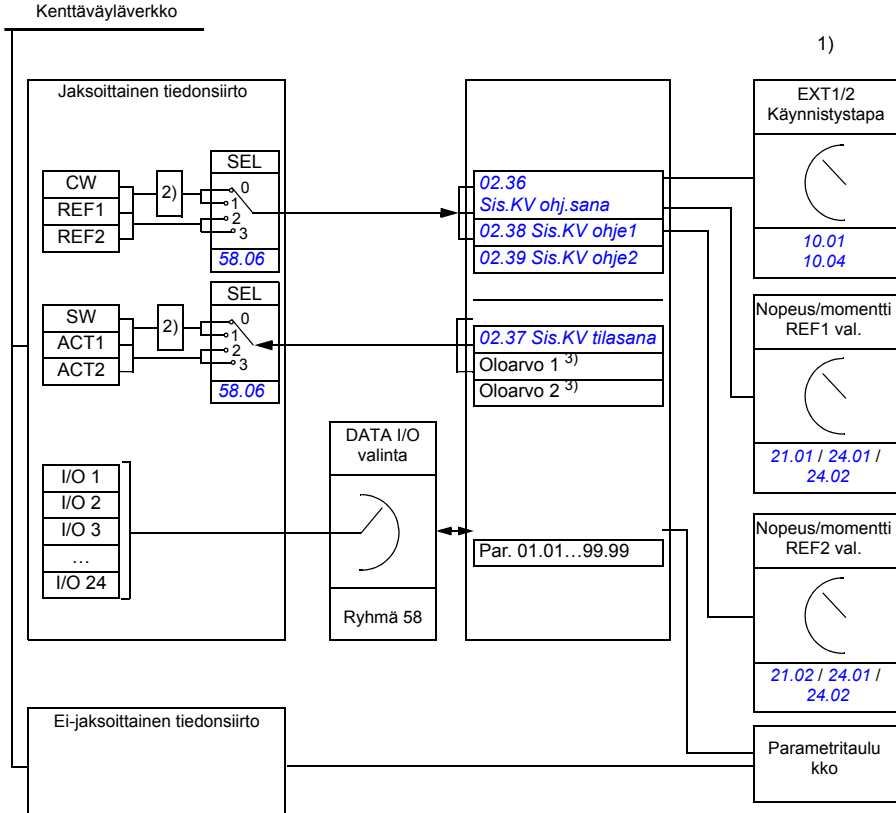 Kenttäväyläverkko
1)
Jaksoittainen tiedonsiirto
CW
REF1
REF2
2)
SEL
0
1
2
3
58.06
SW
ACT1
ACT2
2)
SEL
0
1
2
3
58.06
I/O 1
I/O 2
I/O 3
…
I/O 24
DATA I/O
valinta
Ryhmä 58
02.36
Sis.KV ohj.sana
02.38 Sis.KV ohje1
02.39 Sis.KV ohje2
02.37 Sis.KV tilasana
Oloarvo 1 3)
Oloarvo 2 3)
Par. 01.01…99.99
EXT1/2
Käynnistystapa
10.01
10.04
Nopeus/momentti
REF1 val.
21.01 / 24.01 /
24.02
Nopeus/momentti
REF2 val.
21.02 / 24.01 /
24.02
Ei-jaksoittainen tiedonsiirto
Parametritaulu
kko